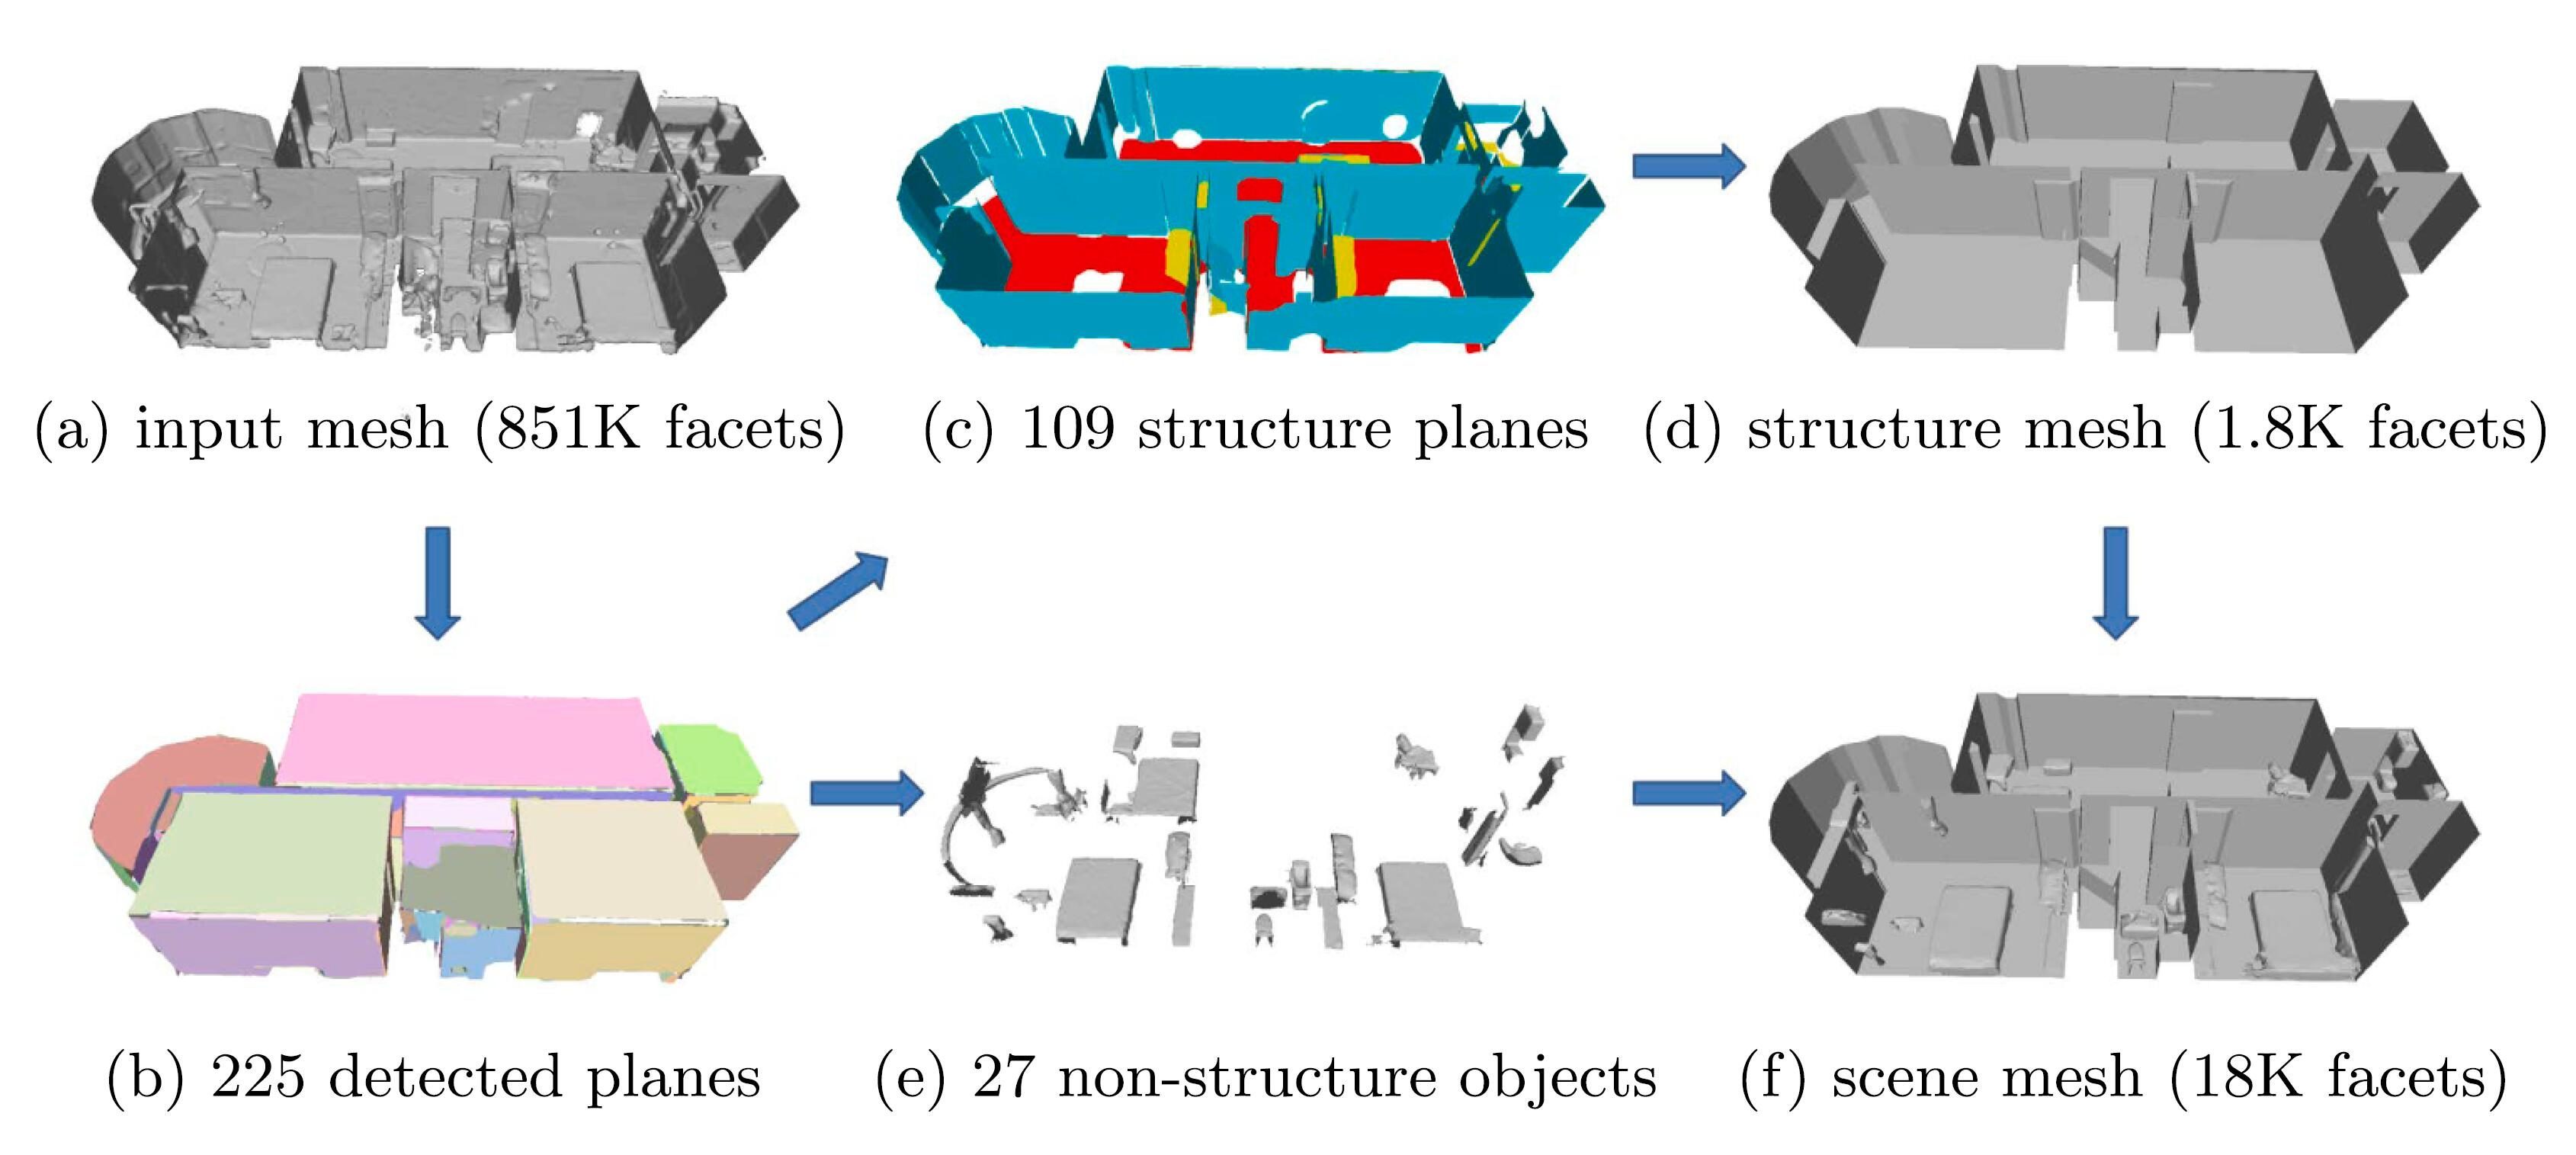 (a) input mesh (851K facets)
(c) 109 structure planes
(d) structure mesh (1.8K facets)
(b) 225 detected planes
(e) 27 non-structure objects
(f) scene mesh (18K facets)